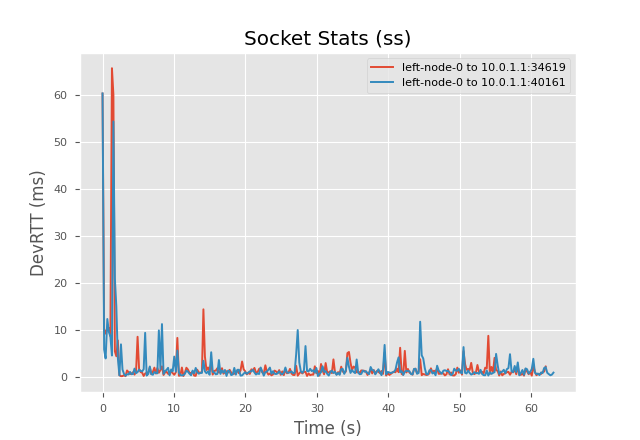 Socket Stats (ss)
left-node-0 to 10.0.1.1:34619
left-node-0 to 10.0.1.1:40161
DevRTT (ms)
60
50
40
30
20
10
0
0 10 20 30 40 50 60
Time (s)